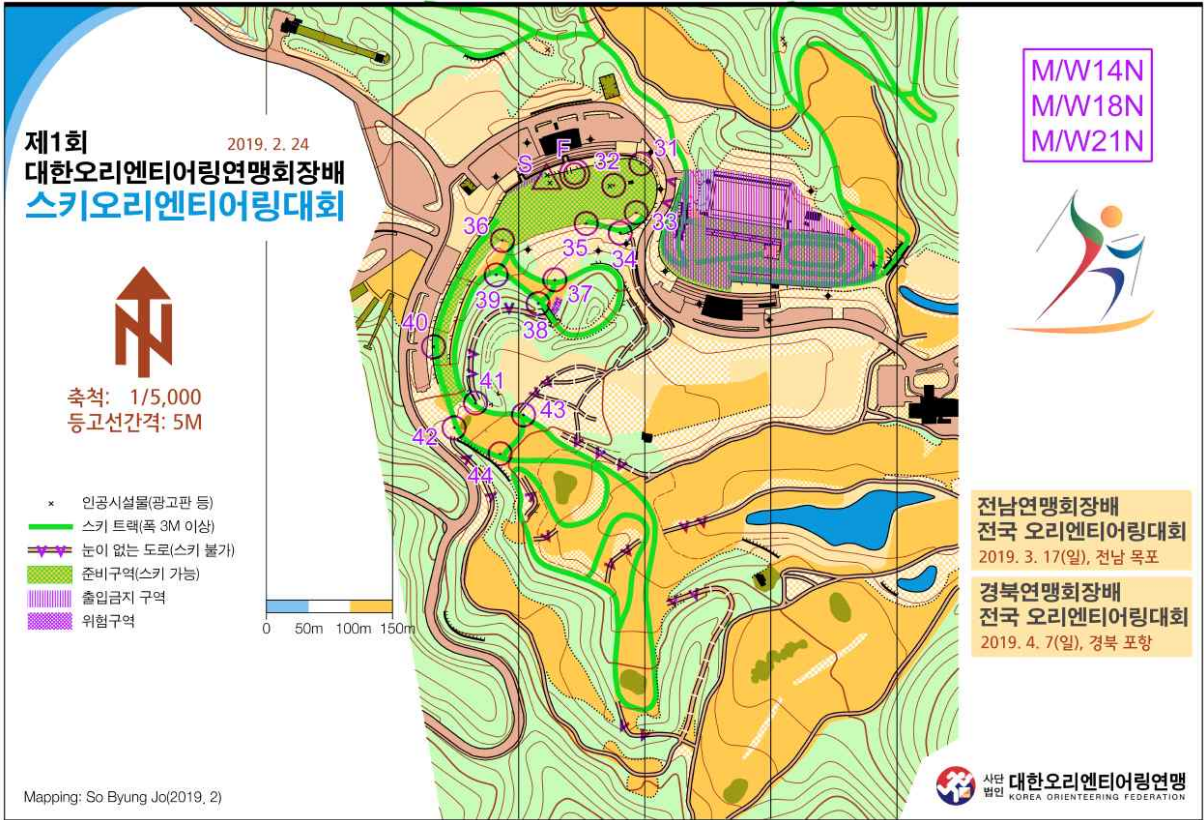 제1회
2019. 2. 24
대한오리엔티어링연맹회장배
스키오리엔티어링대회
N
축척: 1/5,000
등고선간격: 5M
인공시설물(광고판 등)
스키 트랙(폭 3M 이상)
눈이 없는 도로(스키 불가)
준비구역(스키 가능)
출입금지 구역
위험구역
0 50m 100m 150m
Mapping: So Byung Jo(2019, 2)
S
F
32
31
33
34
35
36
37
38
39
40
41
42
43
44
M/W14N
M/W18N
M/W21N
전남연맹회장배
전국 오리엔티어링대회
2019. 3. 17(일), 전남 목포
경북연맹회장배
전국 오리엔티어링대회
2019. 4. 7(일), 경북 포항
사단
법인
대한오리엔티어링연맹
KOREA ORIENTEERING FEDERATION